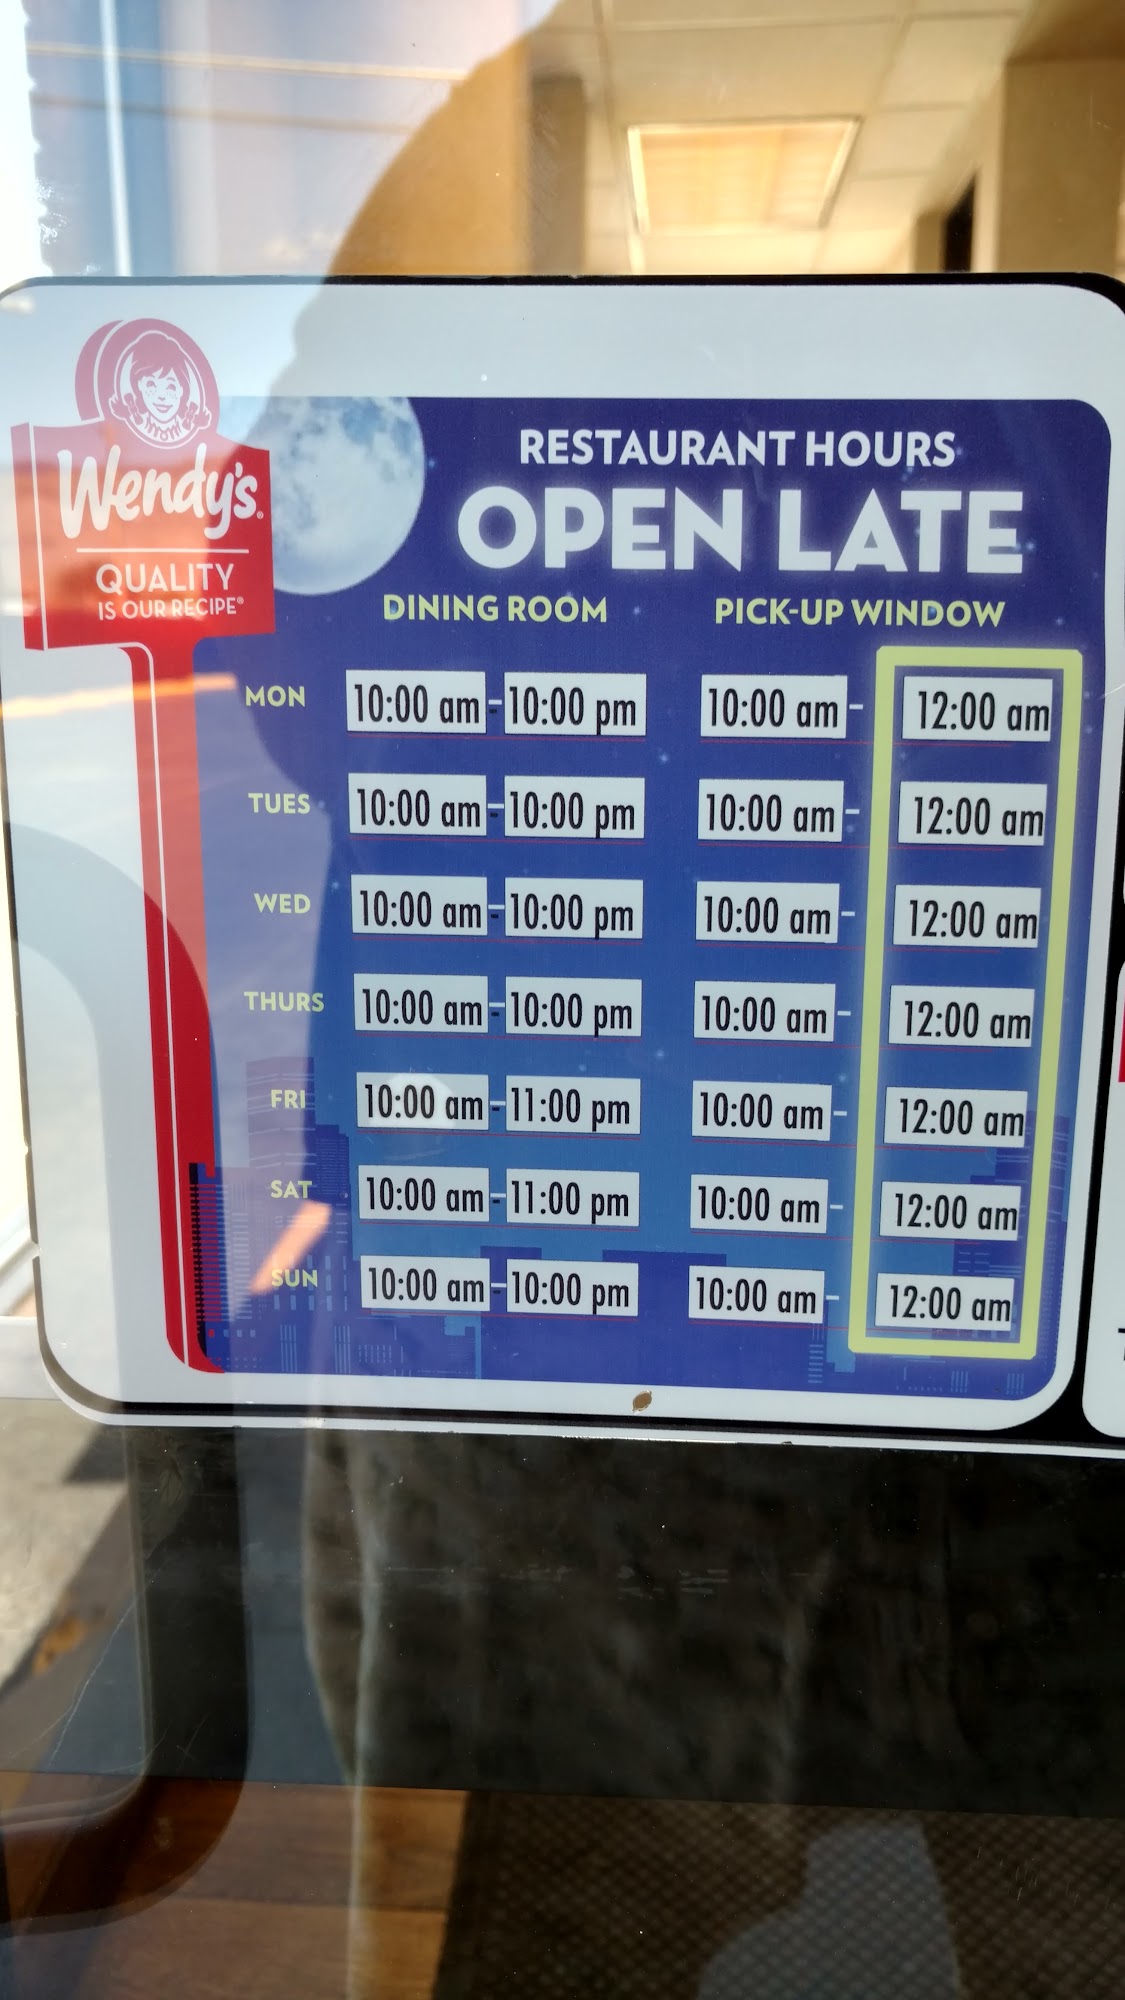 Wendy's®
QUALITY
IS OUR RECIPE®
RESTAURANT HOURS
OPEN LATE
DINING ROOM PICK-UP WINDOW
MON 10:00 am - 10:00 pm 10:00 am - 12:00 am
TUES 10:00 am - 10:00 pm 10:00 am - 12:00 am
WED 10:00 am - 10:00 pm 10:00 am - 12:00 am
THURS 10:00 am - 10:00 pm 10:00 am - 12:00 am
FRI 10:00 am - 11:00 pm 10:00 am - 12:00 am
SAT 10:00 am - 11:00 pm 10:00 am - 12:00 am
SUN 10:00 am - 10:00 pm 10:00 am - 12:00 am